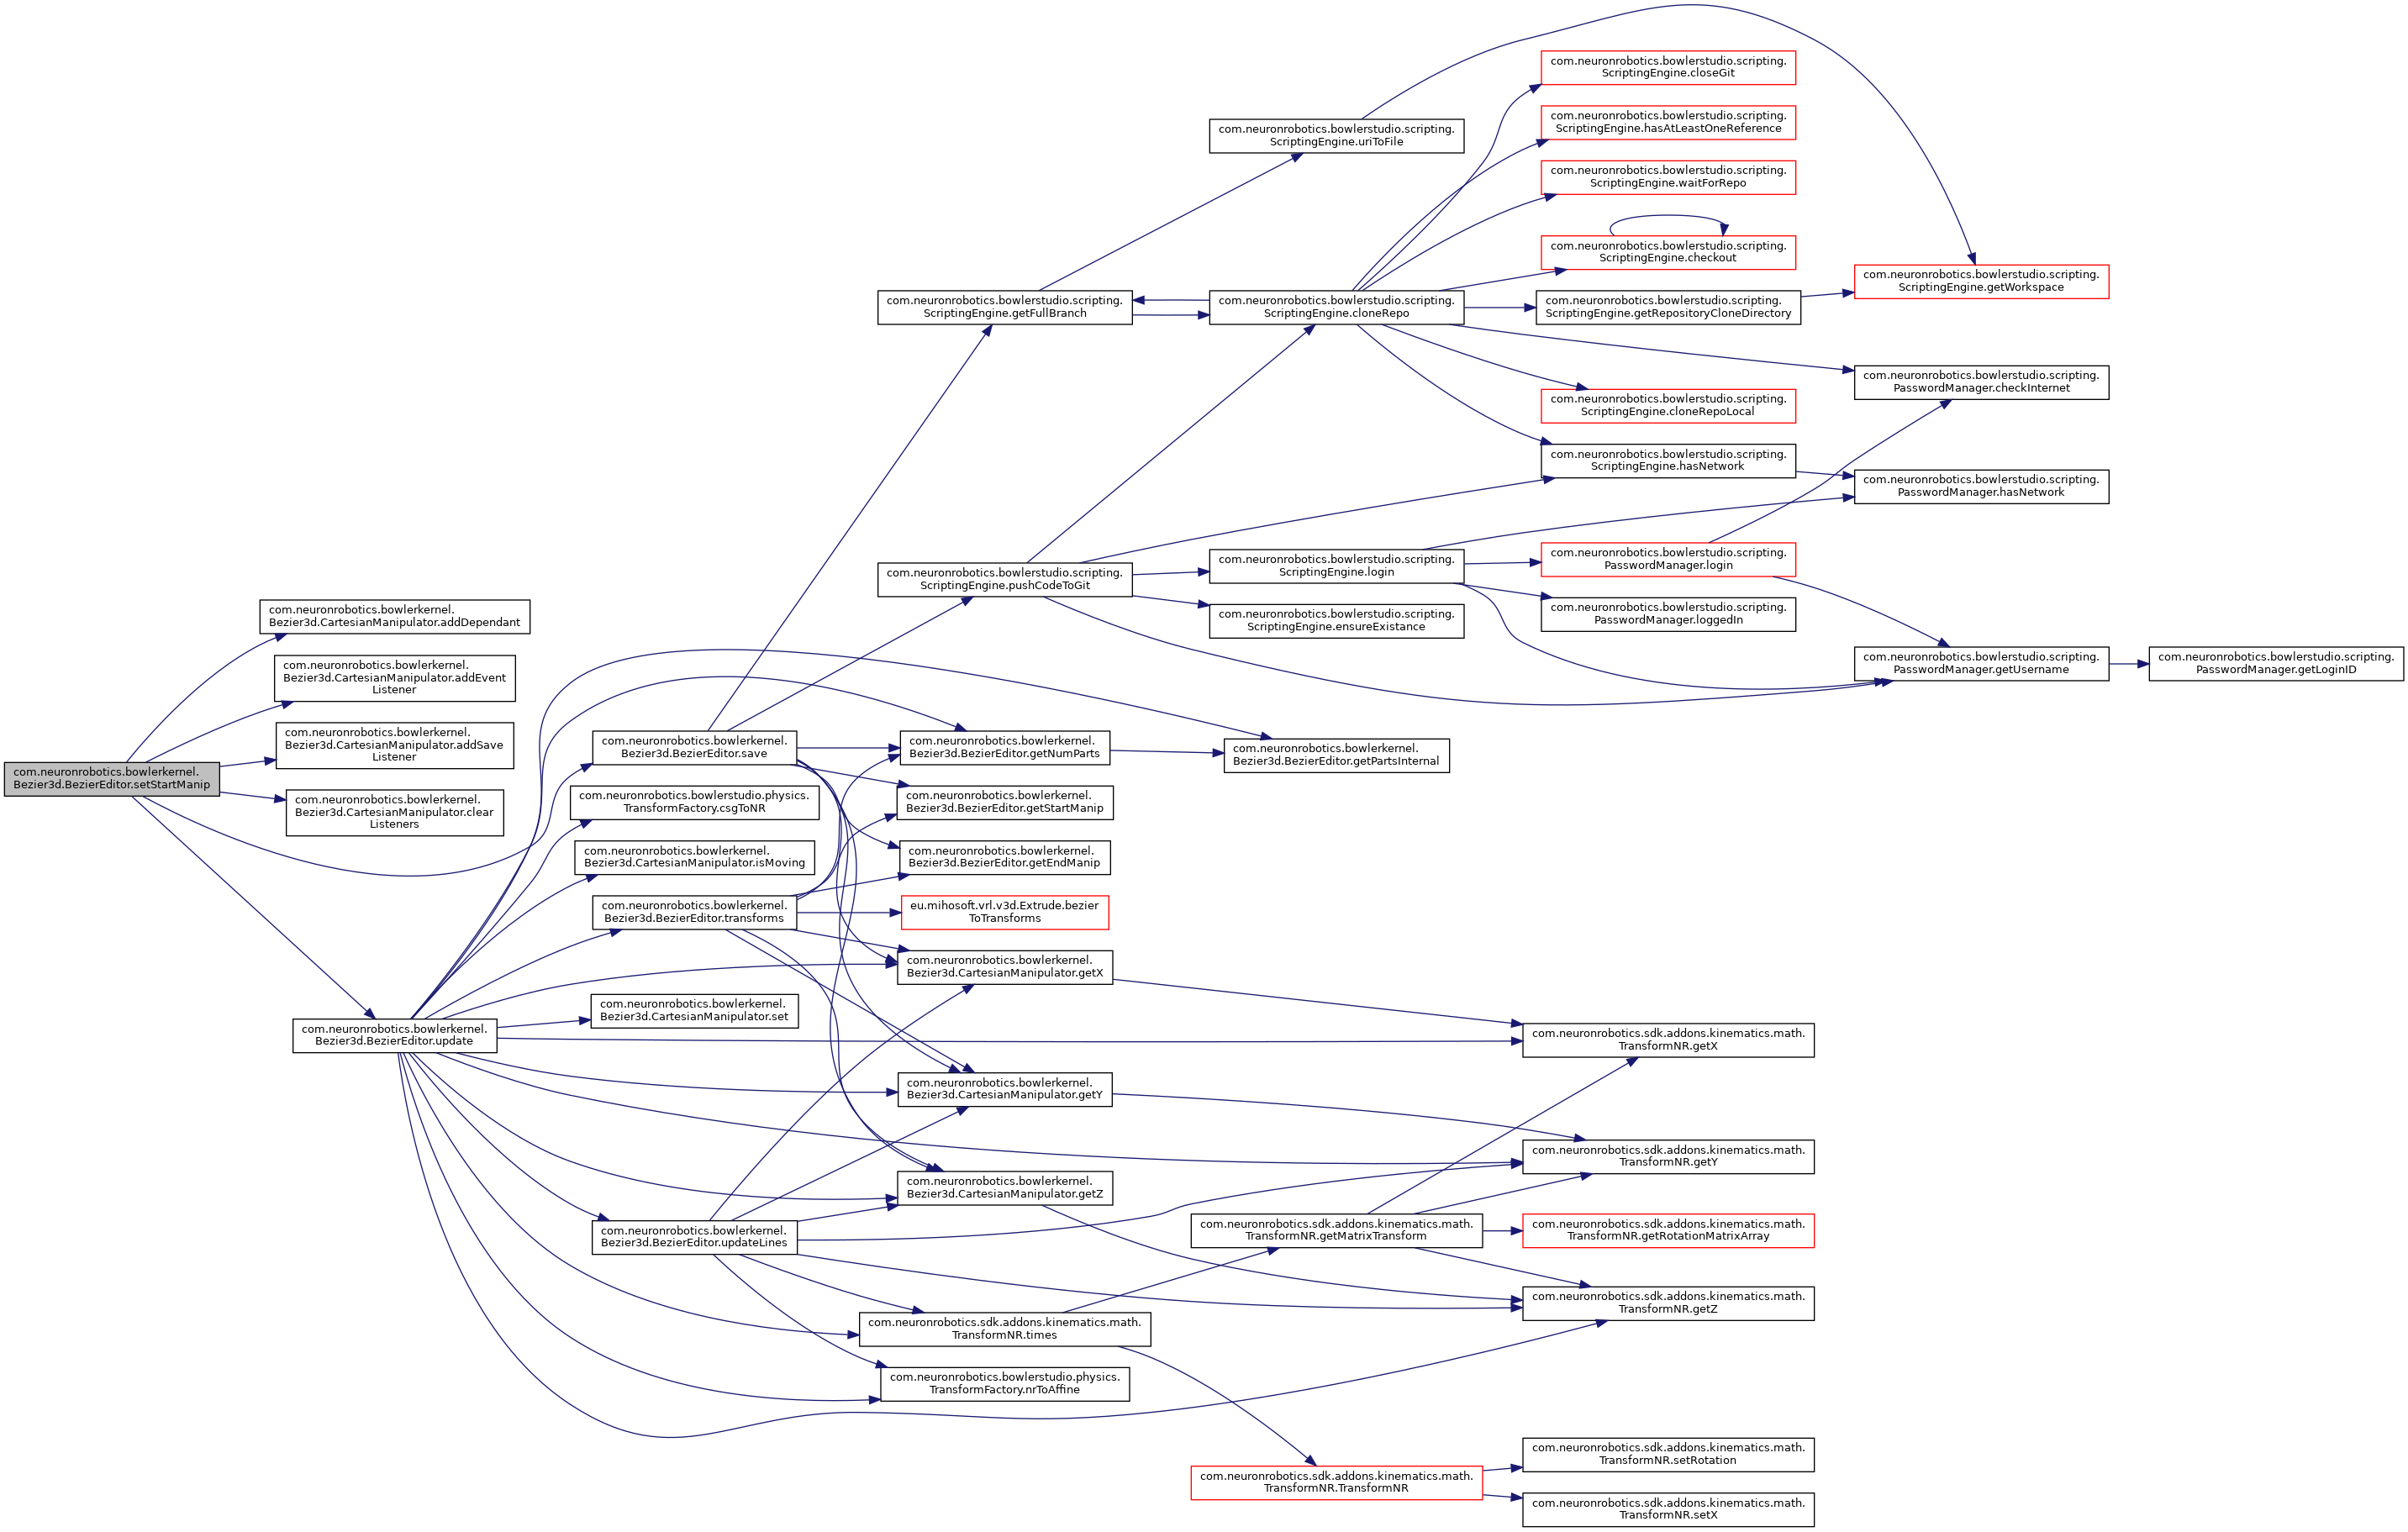 com.neuronrobotics.bowlerkernel.
Bezier3d.BezierEditor.setStartManip
com.neuronrobotics.bowlerkernel.
Bezier3d.CartesianManipulator.addDependant
com.neuronrobotics.bowlerkernel.
Bezier3d.CartesianManipulator.addEvent
Listener
com.neuronrobotics.bowlerkernel.
Bezier3d.CartesianManipulator.addSave
Listener
com.neuronrobotics.bowlerkernel.
Bezier3d.CartesianManipulator.clear
Listeners
com.neuronrobotics.bowlerkernel.
Bezier3d.BezierEditor.update
com.neuronrobotics.bowlerkernel.
Bezier3d.BezierEditor.save
com.neuronrobotics.bowlerstudio.physics.
TransformFactory.csgToNR
com.neuronrobotics.bowlerkernel.
Bezier3d.CartesianManipulator.isMoving
com.neuronrobotics.bowlerkernel.
Bezier3d.BezierEditor.transforms
com.neuronrobotics.bowlerkernel.
Bezier3d.CartesianManipulator.set
com.neuronrobotics.bowlerkernel.
Bezier3d.BezierEditor.updateLines
com.neuronrobotics.bowlerstudio.scripting.
ScriptingEngine.getFullBranch
com.neuronrobotics.bowlerstudio.scripting.
ScriptingEngine.pushCodeToGit
com.neuronrobotics.bowlerkernel.
Bezier3d.BezierEditor.getNumParts
com.neuronrobotics.bowlerkernel.
Bezier3d.BezierEditor.getStartManip
com.neuronrobotics.bowlerkernel.
Bezier3d.BezierEditor.getEndManip
eu.mihosoft.vrl.v3d.Extrude.bezier
ToTransforms
com.neuronrobotics.bowlerkernel.
Bezier3d.CartesianManipulator.getX
com.neuronrobotics.bowlerkernel.
Bezier3d.CartesianManipulator.getY
com.neuronrobotics.bowlerkernel.
Bezier3d.CartesianManipulator.getZ
com.neuronrobotics.sdk.addons.kinematics.math.
TransformNR.times
com.neuronrobotics.bowlerstudio.physics.
TransformFactory.nrToAffine
com.neuronrobotics.bowlerstudio.scripting.
ScriptingEngine.uriToFile
com.neuronrobotics.bowlerstudio.scripting.
ScriptingEngine.cloneRepo
com.neuronrobotics.bowlerstudio.scripting.
ScriptingEngine.login
com.neuronrobotics.bowlerstudio.scripting.
ScriptingEngine.ensureExistance
com.neuronrobotics.bowlerkernel.
Bezier3d.BezierEditor.getPartsInternal
com.neuronrobotics.sdk.addons.kinematics.math.
TransformNR.getMatrixTransform
com.neuronrobotics.sdk.addons.kinematics.math.
TransformNR.TransformNR
com.neuronrobotics.bowlerstudio.scripting.
ScriptingEngine.closeGit
com.neuronrobotics.bowlerstudio.scripting.
ScriptingEngine.hasAtLeastOneReference
com.neuronrobotics.bowlerstudio.scripting.
ScriptingEngine.waitForRepo
com.neuronrobotics.bowlerstudio.scripting.
ScriptingEngine.checkout
com.neuronrobotics.bowlerstudio.scripting.
ScriptingEngine.getRepositoryCloneDirectory
com.neuronrobotics.bowlerstudio.scripting.
ScriptingEngine.cloneRepoLocal
com.neuronrobotics.bowlerstudio.scripting.
ScriptingEngine.hasNetwork
com.neuronrobotics.bowlerstudio.scripting.
PasswordManager.login
com.neuronrobotics.bowlerstudio.scripting.
PasswordManager.loggedIn
com.neuronrobotics.sdk.addons.kinematics.math.
TransformNR.getX
com.neuronrobotics.sdk.addons.kinematics.math.
TransformNR.getY
com.neuronrobotics.sdk.addons.kinematics.math.
TransformNR.getRotationMatrixArray
com.neuronrobotics.sdk.addons.kinematics.math.
TransformNR.getZ
com.neuronrobotics.sdk.addons.kinematics.math.
TransformNR.setRotation
com.neuronrobotics.sdk.addons.kinematics.math.
TransformNR.setX
com.neuronrobotics.bowlerstudio.scripting.
ScriptingEngine.getWorkspace
com.neuronrobotics.bowlerstudio.scripting.
PasswordManager.checkInternet
com.neuronrobotics.bowlerstudio.scripting.
PasswordManager.hasNetwork
com.neuronrobotics.bowlerstudio.scripting.
PasswordManager.getUsername
com.neuronrobotics.bowlerstudio.scripting.
PasswordManager.getLoginID